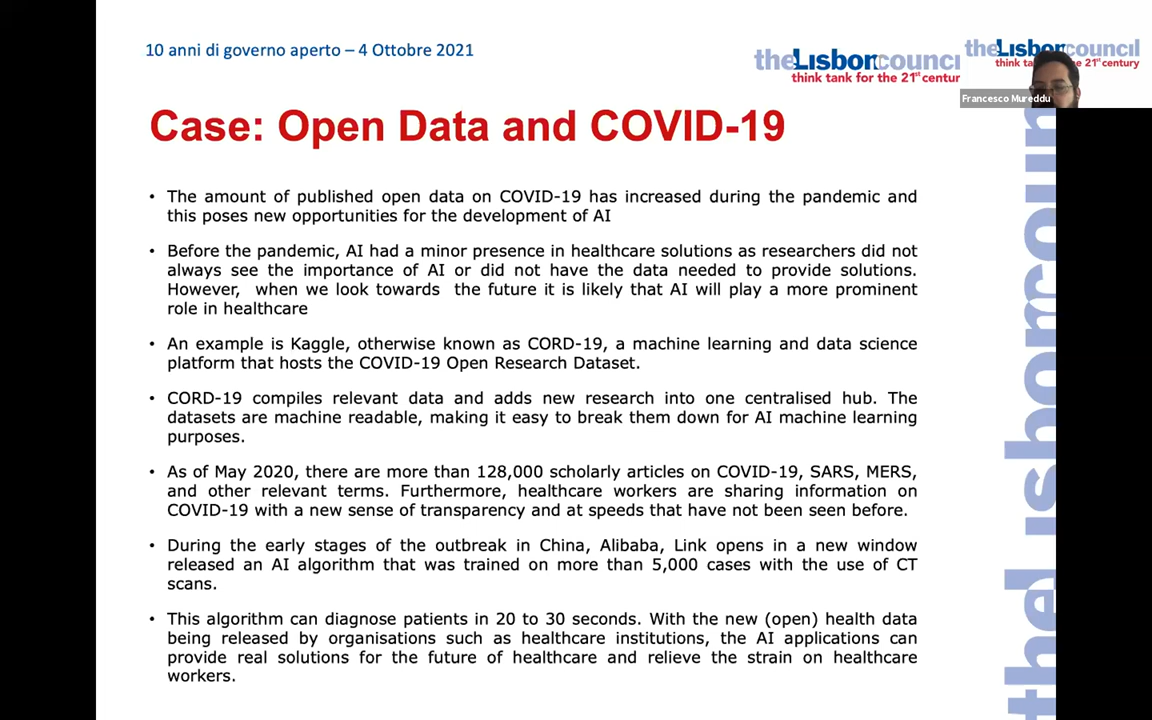 10 anni di governo aperto – 4 Ottobre 2021
theLisboncounci
think tank for the 21st centur
theLisboncouncil
think ta e 21st century
Francesco Mureddu
Case: Open Data and COVID-19
• The amount of published open data on COVID-19 has increased during the pandemic and
this poses new opportunities for the development of AI
• Before the pandemic, AI had a minor presence in healthcare solutions as researchers did not
always see the importance of AI or did not have the data needed to provide solutions.
However, when we look towards the future it is likely that AI will play a more prominent
role in healthcare
• An example is Kaggle, otherwise known as CORD-19, a machine learning and data science
platform that hosts the COVID-19 Open Research Dataset.
• CORD-19 compiles relevant data and adds new research into one centralised hub. The
datasets are machine readable, making it easy to break them down for AI machine learning
purposes.
• As of May 2020, there are more than 128,000 scholarly articles on COVID-19, SARS, MERS,
and other relevant terms. Furthermore, healthcare workers are sharing information on
COVID-19 with a new sense of transparency and at speeds that have not been seen before.
• During the early stages of the outbreak in China, Alibaba, Link opens in a new window
released an AI algorithm that was trained on more than 5,000 cases with the use of CT
scans.
• This algorithm can diagnose patients in 20 to 30 seconds. With the new (open) health data
being released by organisations such as healthcare institutions, the AI applications can
provide real solutions for the future of healthcare and relieve the strain on healthcare
workers.
the lisboncoun